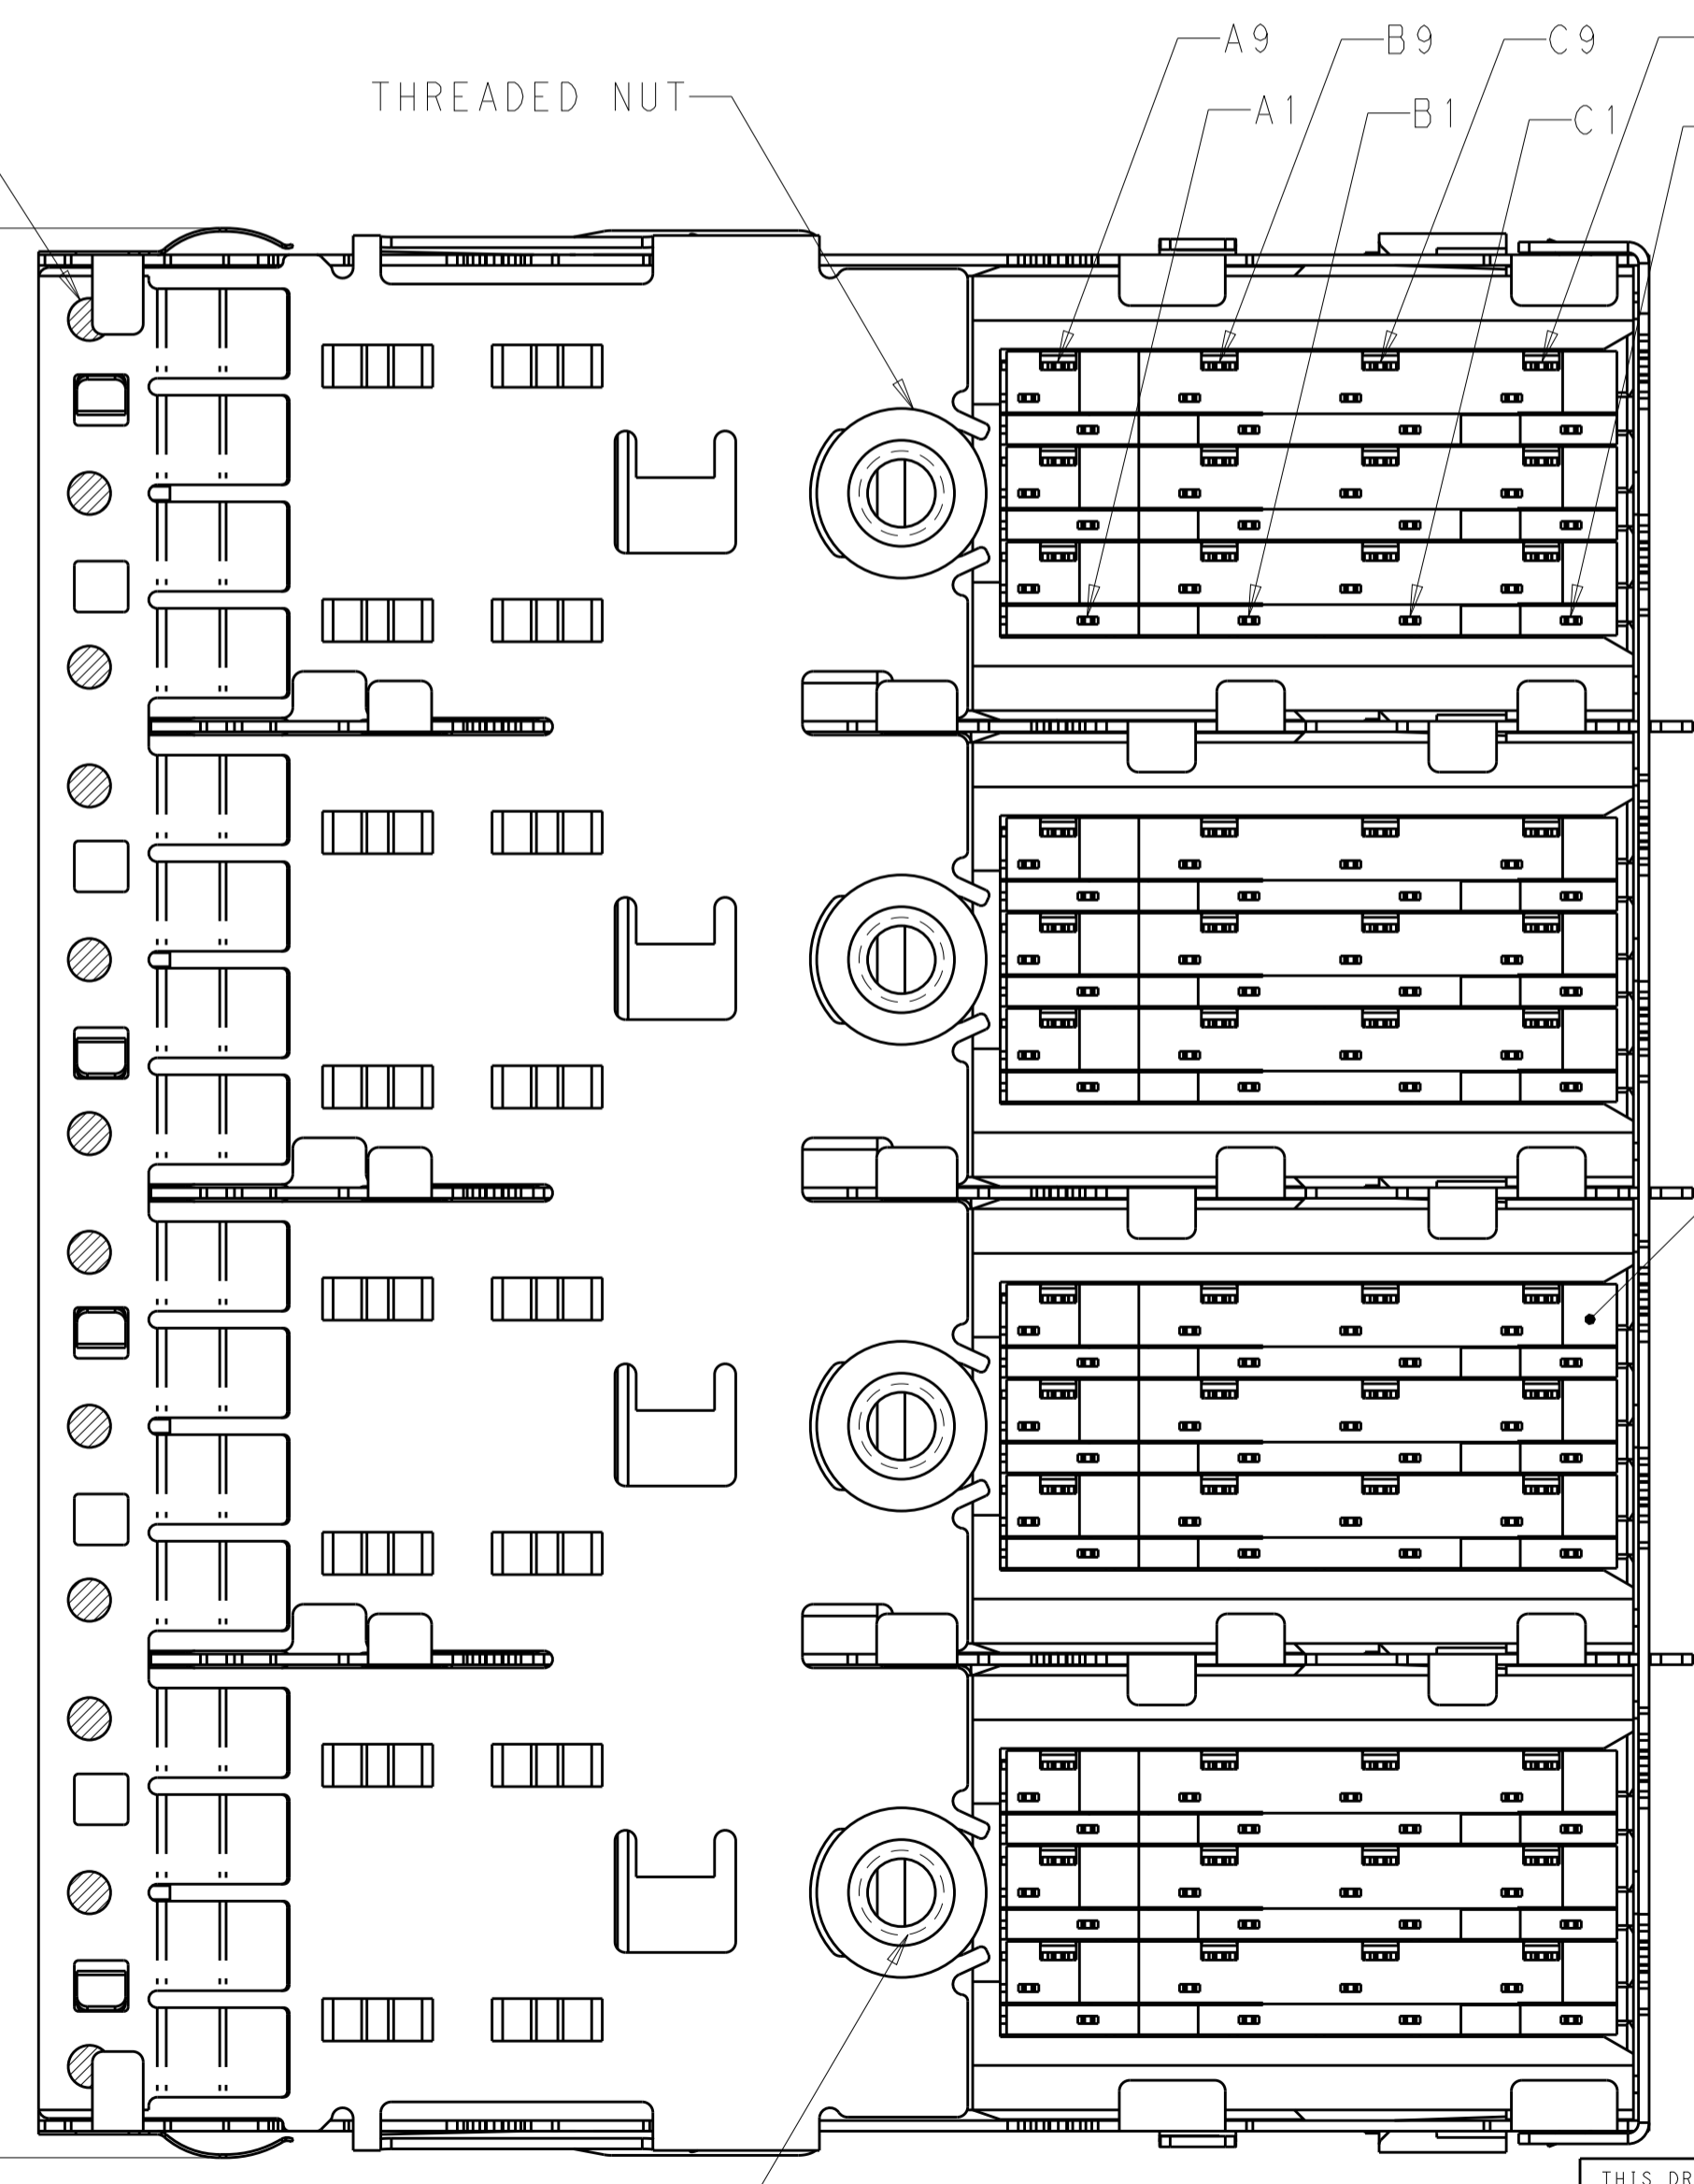 A9
B9
C9
THREADED NUT
A1
B1
C1
THIS DR